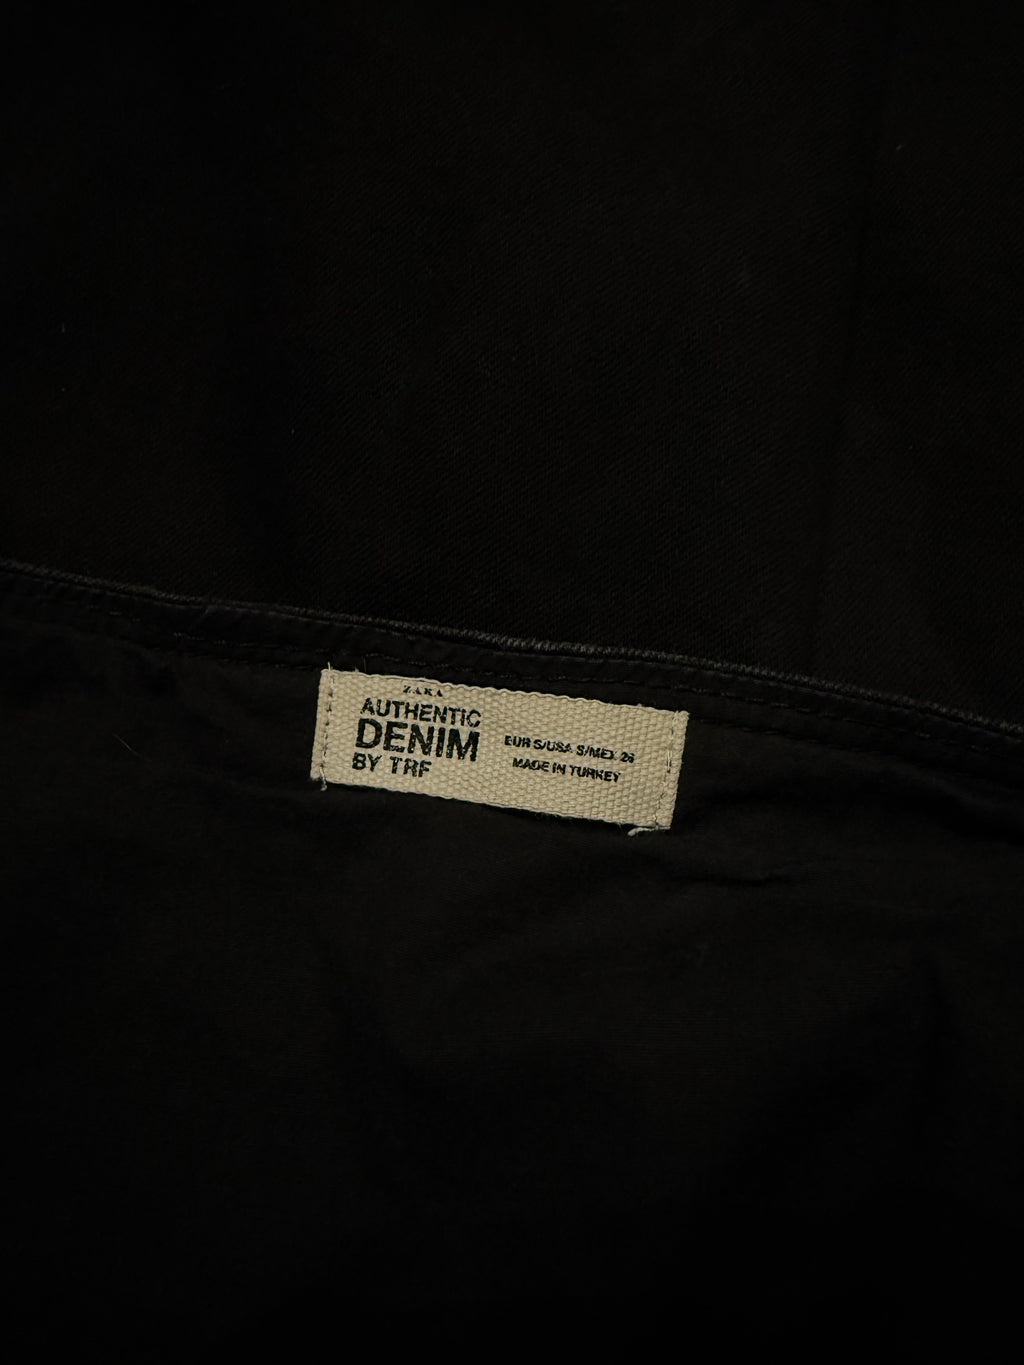 ZARA
AUTHENTIC
DENIM
BY TRF
EUR S/USA S/MEX 26
MADE IN TURKEY